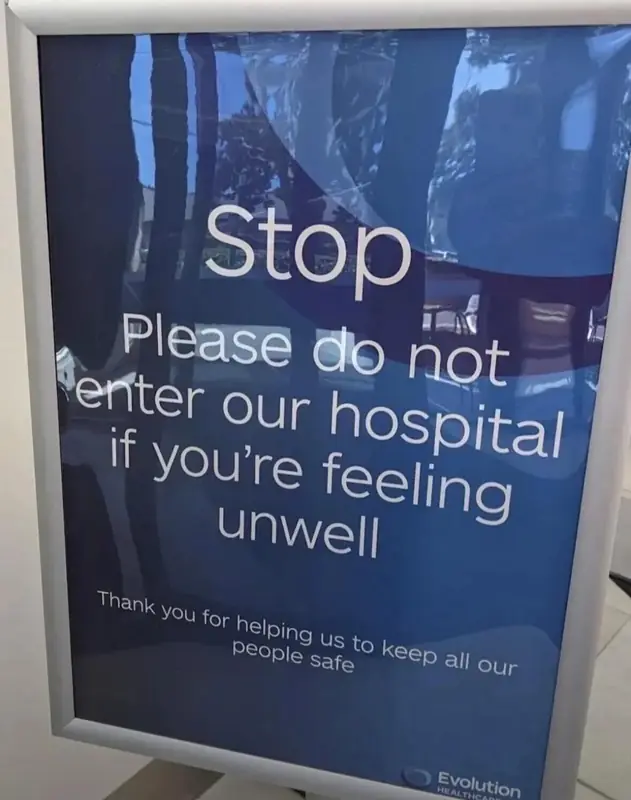 Stop
Please do not
enter our hospital
if you're feeling
unwell
Thank you for helping us to keep all our
people safe
Evolution